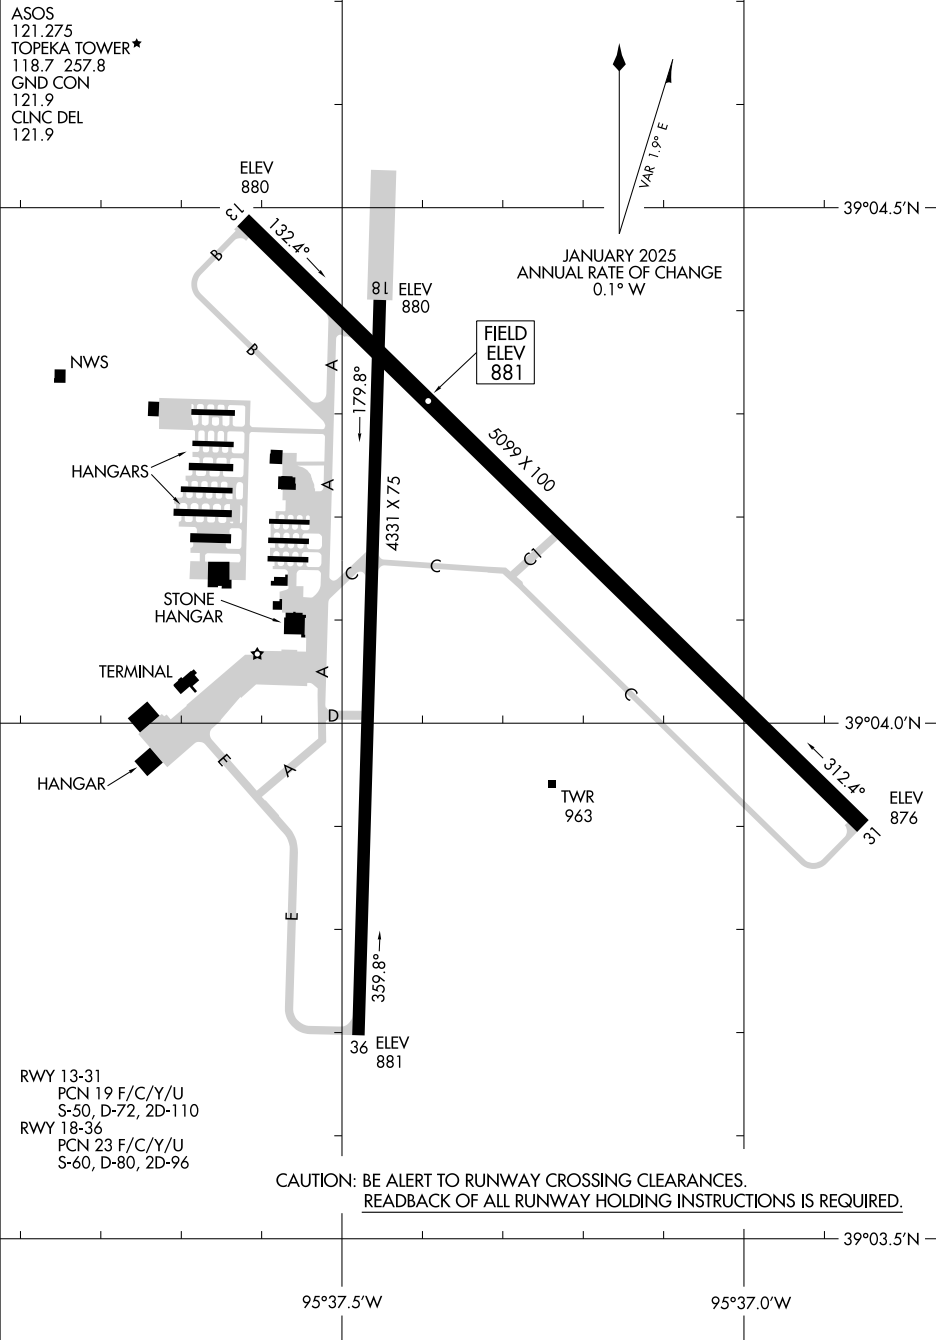 ASOS
121.275
TOPEKA TOWER★
118.7 257.8
GND CON
121.9
CLNC DEL
121.9
VAR 1.9° E
JANUARY 2025
ANNUAL RATE OF CHANGE
0.1° W
ELEV
880
13
132.4°
39°04.5'N
B
18
ELEV
880
FIELD
ELEV
881
B
A
NWS
179.8°
5099 X 100
HANGARS
A
4331 X 75
C1
C
C
STONE
HANGAR
TERMINAL
A
C
D
39°04.0'N
E
A
HANGAR
312.4°
TWR
963
ELEV
876
31
E
359.8°
36
ELEV
881
RWY 13-31
PCN 19 F/C/Y/U
S-50, D-72, 2D-110
RWY 18-36
PCN 23 F/C/Y/U
S-60, D-80, 2D-96
CAUTION: BE ALERT TO RUNWAY CROSSING CLEARANCES.
READBACK OF ALL RUNWAY HOLDING INSTRUCTIONS IS REQUIRED.
39°03.5'N
95°37.5'W
95°37.0'W